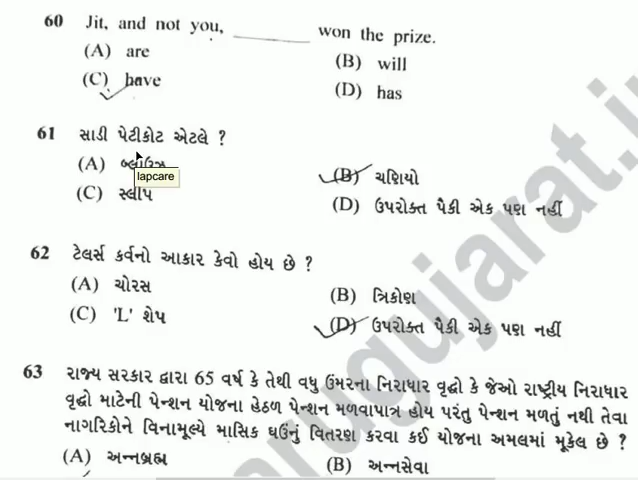 60 Jit, and not you, ________ won the prize.
(A) are
(B) will
(C) have
(D) has
61 સાડી પેટીકોટ એટલે ?
(A) બ્લાઉઝ
(B) ચણિયો
lapcare
(C) સ્લીપ
(D) ઉપરોક્ત પૈકી એક પણ નહીં
62 ટેલર્સ કર્વનો આકાર કેવો હોય છે ?
(A) ચોરસ
(B) ત્રિકોણ
(C) 'L' શેપ
(D) ઉપરોક્ત પૈકી એક પણ નહીં
63 રાજ્ય સરકાર દ્વારા 65 વર્ષ કે તેથી વધુ ઉંમરના નિરાધાર વૃદ્ધો કે જેઓ રાષ્ટ્રીય નિરાધાર
વૃદ્ધો માટેની પેન્શન યોજના હેઠળ પેન્શન મળવાપાત્ર હોય પરંતુ પેન્શન મળતું નથી તેવા
નાગરિકોને વિનામૂલ્યે માસિક ઘઉંનું વિતરણ કરવા કઈ યોજના અમલમાં મૂકેલ છે ?
(A) અન્નબ્રહ્મ
(B) અન્નસેવા
marugujarat.in